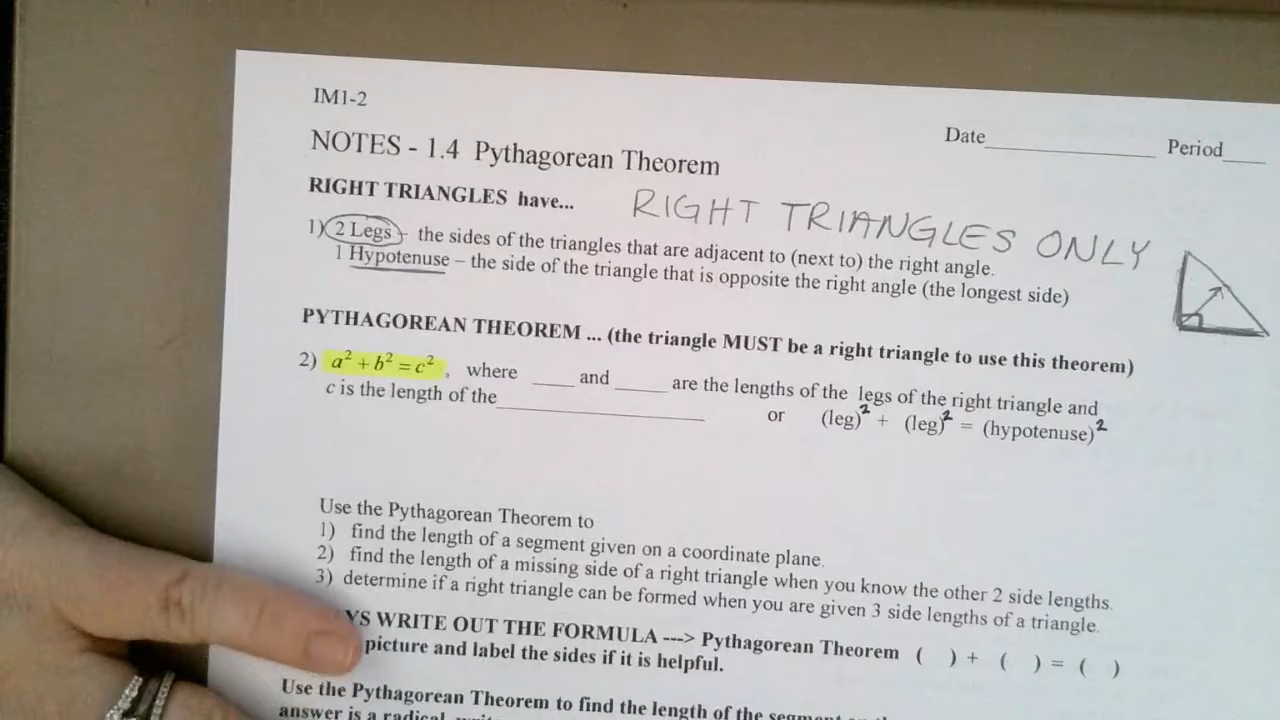 IM1-2
Date__________________ Period_____
NOTES - 1.4 Pythagorean Theorem
RIGHT TRIANGLES have... RIGHT TRIANGLES ONLY
1) 2 Legs – the sides of the triangles that are adjacent to (next to) the right angle.
1 Hypotenuse – the side of the triangle that is opposite the right angle (the longest side)
PYTHAGOREAN THEOREM ... (the triangle MUST be a right triangle to use this theorem)
2) a² + b² = c² , where ____ and _____ are the lengths of the legs of the right triangle and
c is the length of the______________________ or (leg)² + (leg)² = (hypotenuse)²
Use the Pythagorean Theorem to
1) find the length of a segment given on a coordinate plane.
2) find the length of a missing side of a right triangle when you know the other 2 side lengths.
3) determine if a right triangle can be formed when you are given 3 side lengths of a triangle.
YS WRITE OUT THE FORMULA ---> Pythagorean Theorem ( ) + ( ) = ( )
picture and label the sides if it is helpful.
Use the Pythagorean Theorem to find the length of the segment
answer is a radical,